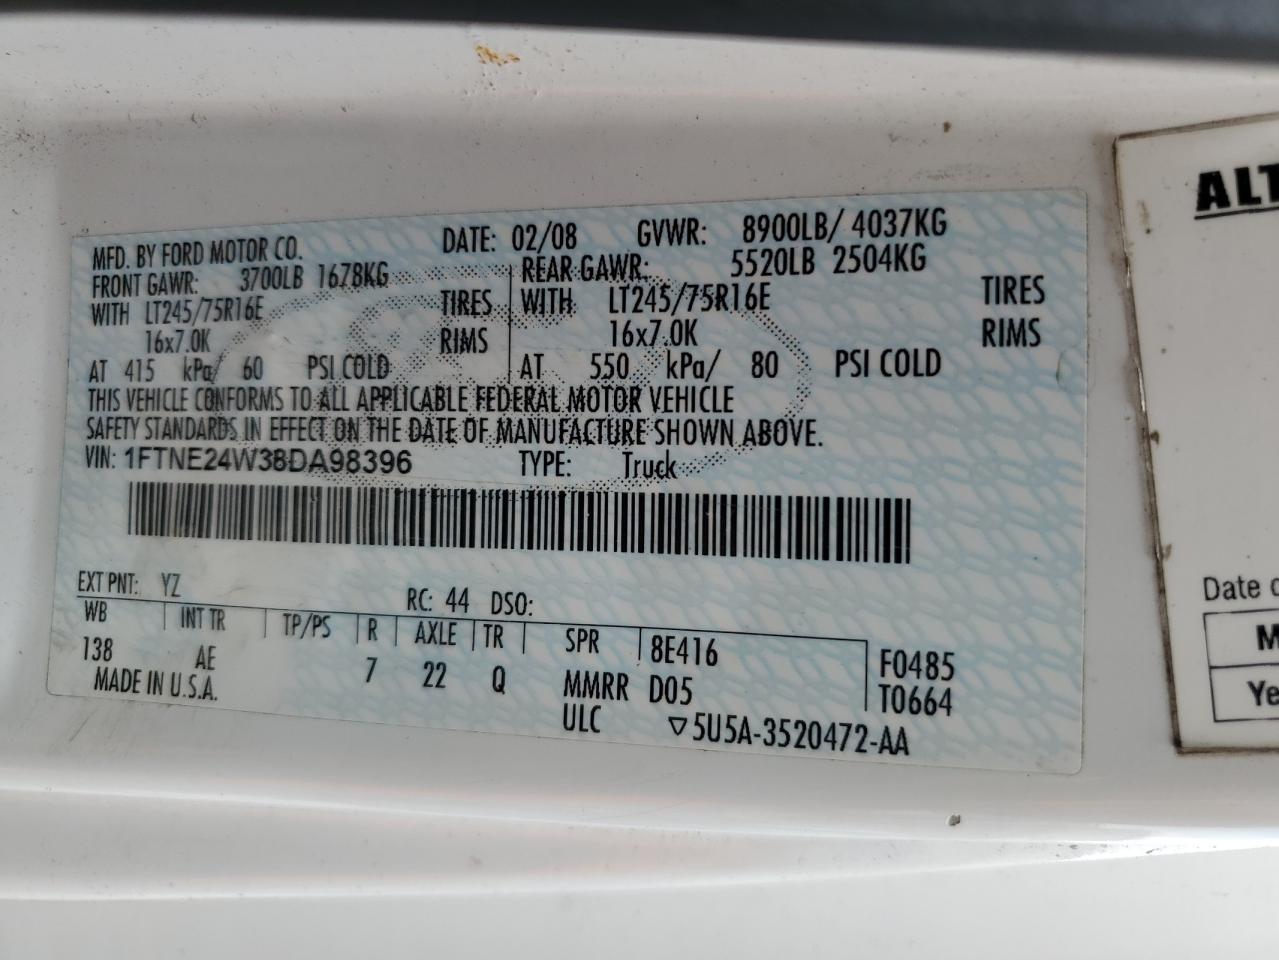 MFD. BY FORD MOTOR CO. DATE: 02/08 GVWR: 8900LB/ 4037KG
FRONT GAWR: 3700LB 1678KG REAR GAWR: 5520LB 2504KG
WITH LT245/75R16E TIRES WITH LT245/75R16E TIRES
16x7.0K RIMS 16x7.0K RIMS
AT 415 kPa/ 60 PSI COLD AT 550 kPa/ 80 PSI COLD
THIS VEHICLE CONFORMS TO ALL APPLICABLE FEDERAL MOTOR VEHICLE
SAFETY STANDARDS IN EFFECT ON THE DATE OF MANUFACTURE SHOWN ABOVE.
VIN: 1FTNE24W38DA98396 TYPE: Truck
EXT PNT: YZ RC: 44 DSO:
WB INT TR TP/PS R AXLE TR SPR 8E416 F0485
138 AE 7 22 Q MMRR D05 T0664
MADE IN U.S.A. ULC ▽5U5A-3520472-AA
ALT
Date
M
Ye